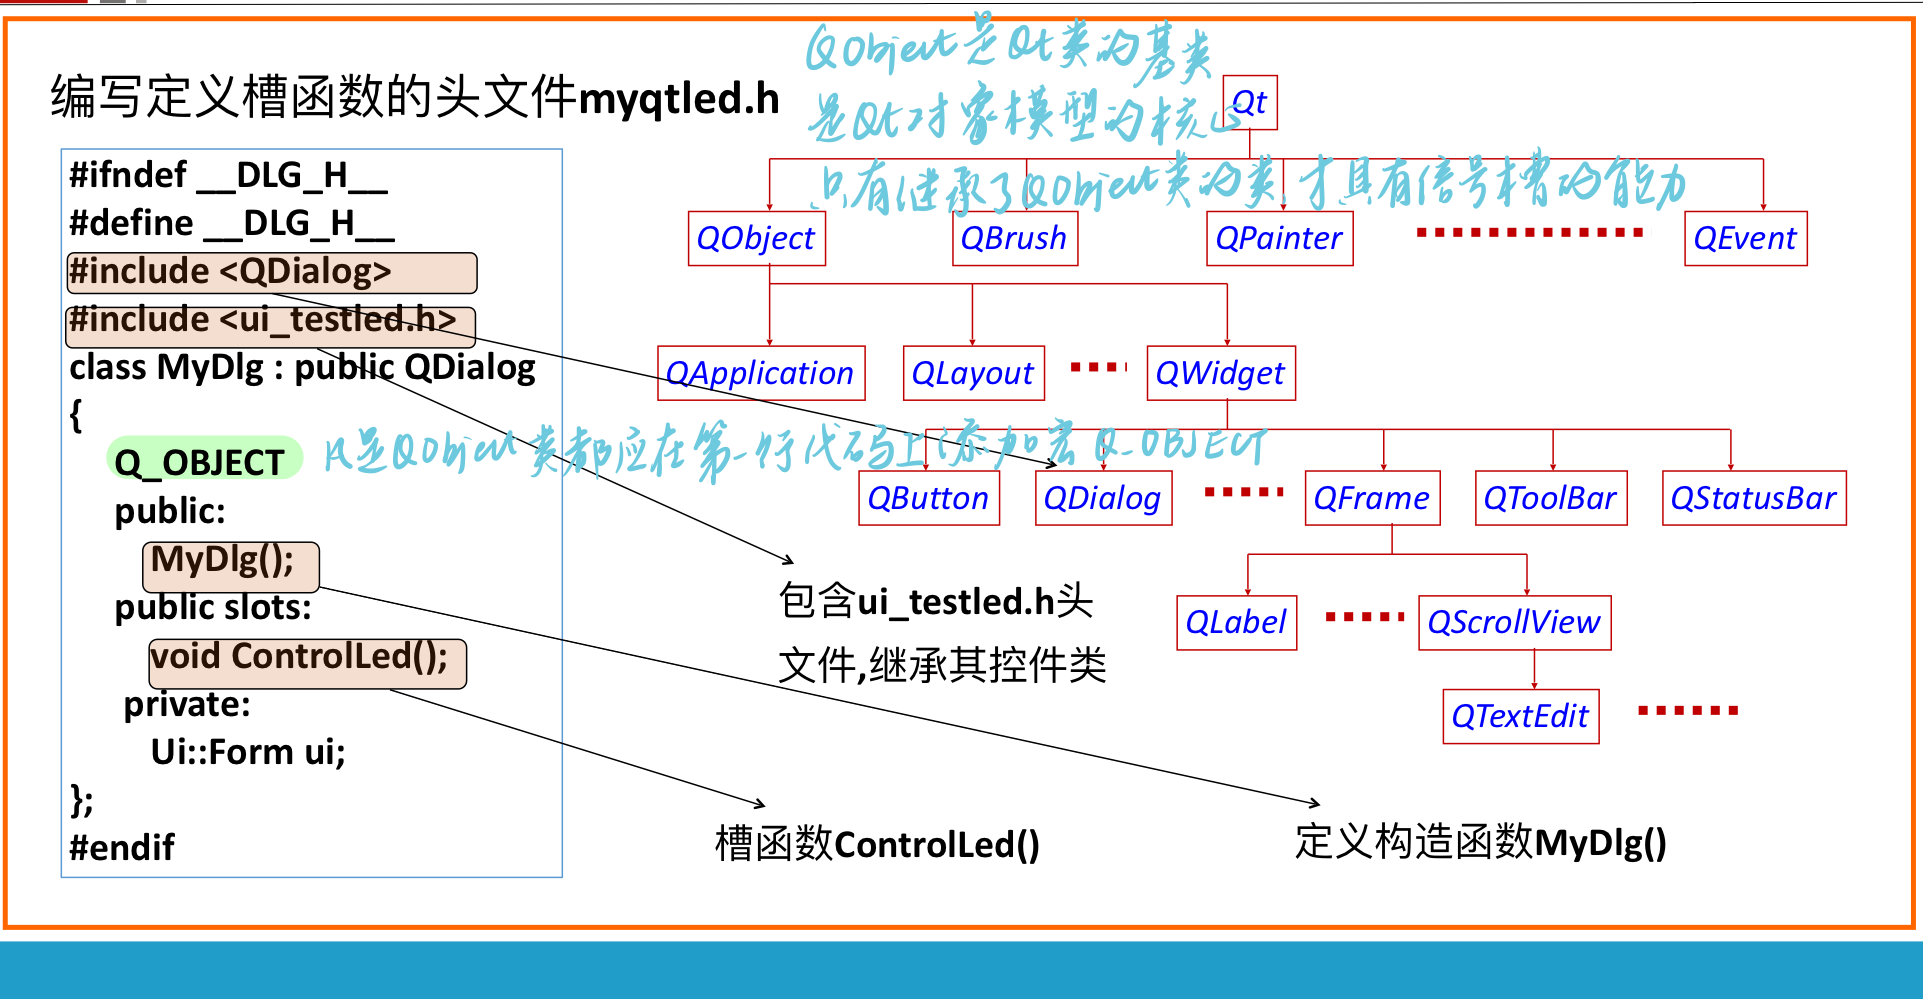 QObject是Qt类的基类
编写定义槽函数的头文件myqtled.h
是Qt对象模型的核心
Qt
只有继承了QObject类的类,才具有信号槽的能力
#ifndef __DLG_H__
#define __DLG_H__
#include <QDialog>
#include <ui_testled.h>
class MyDlg : public QDialog
{
Q_OBJECT
public:
MyDlg();
public slots:
void ControlLed();
private:
Ui::Form ui;
};
#endif
凡是QObject类都应在第一行代码上添加宏Q_OBJECT
QObject QBrush QPainter QEvent
QApplication QLayout QWidget
QButton QDialog QFrame QToolBar QStatusBar
QLabel QScrollView
QTextEdit
包含ui_testled.h头
文件,继承其控件类
槽函数ControlLed()
定义构造函数MyDlg()